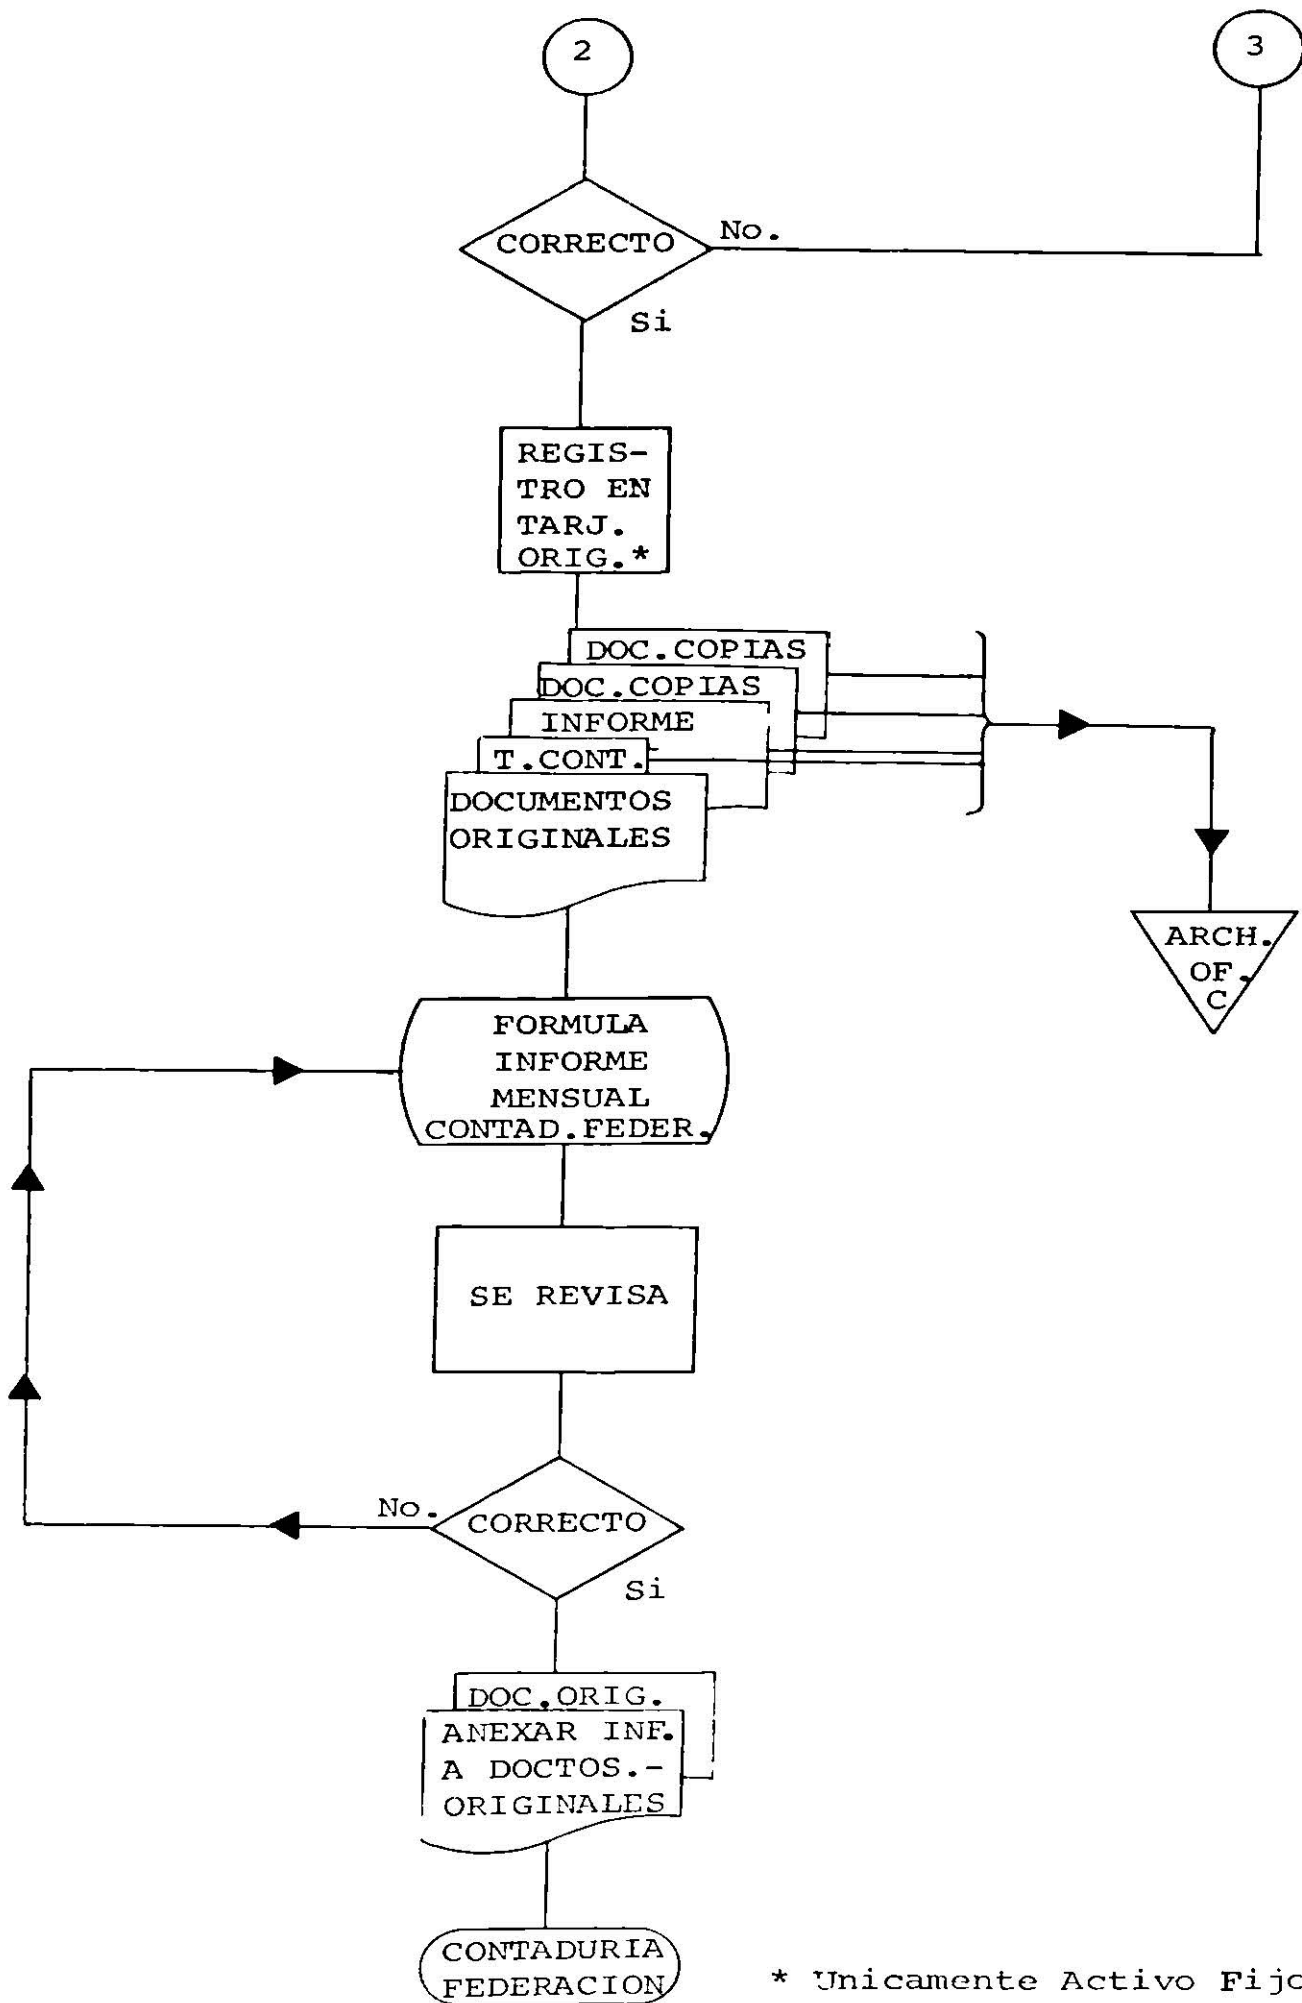 2
3
CORRECTO
No.
Si
REGIS-
TRO EN
TARJ.
ORIG.*
DOC.COPIAS
DOC.COPIAS
INFORME
T.CONT.
DOCUMENTOS
ORIGINALES
ARCH.
OF.
C
FORMULA
INFORME
MENSUAL
CONTAD.FEDER.
SE REVISA
No.
CORRECTO
Si
DOC.ORIG.
ANEXAR INF.
A DOCTOS.-
ORIGINALES
CONTADURIA
FEDERACION
* Unicamente Activo Fijo